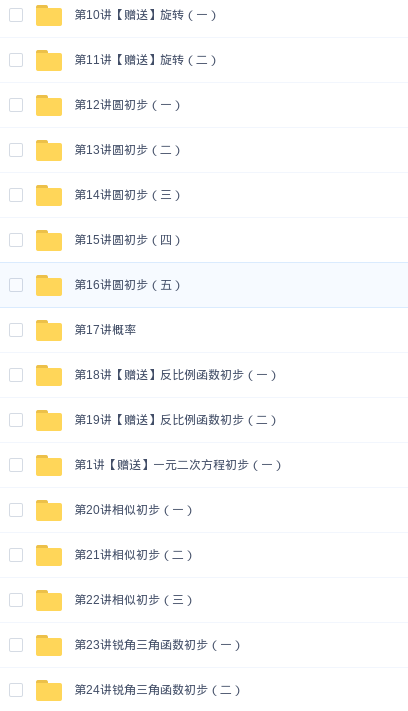 第10讲【赠送】旋转（一）
第11讲【赠送】旋转（二）
第12讲圆初步（一）
第13讲圆初步（二）
第14讲圆初步（三）
第15讲圆初步（四）
第16讲圆初步（五）
第17讲概率
第18讲【赠送】反比例函数初步（一）
第19讲【赠送】反比例函数初步（二）
第1讲【赠送】一元二次方程初步（一）
第20讲相似初步（一）
第21讲相似初步（二）
第22讲相似初步（三）
第23讲锐角三角函数初步（一）
第24讲锐角三角函数初步（二）